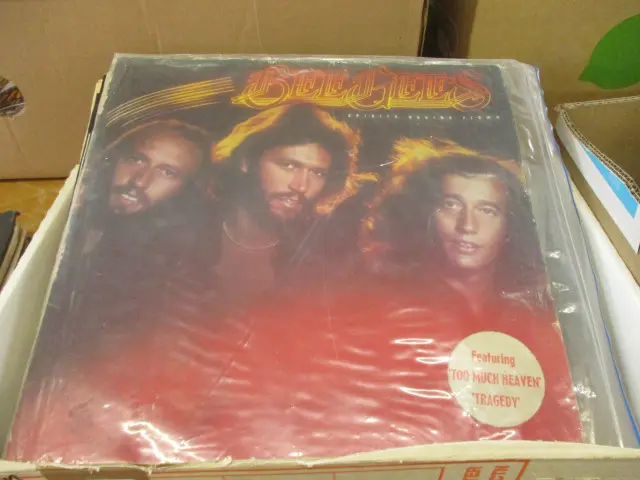 BEE GEES
SPIRITS HAVING FLOWN
Featuring
'TOO MUCH HEAVEN'
'TRAGEDY'